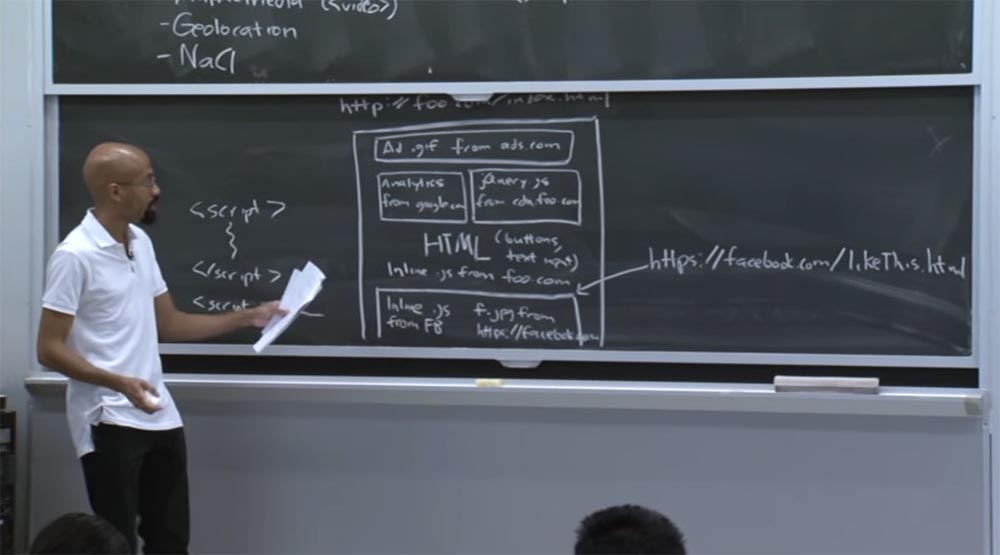 (<video>)
- Geolocation
- NaCl
http://foo.com/index.html
Ad.gif from ads.com
Analytics
from google.com
jQuery.js
from cdn.foo.com
HTML (buttons,
text input)
Inline .js from foo.com
Inline .js
from FB
f.jpg from
https://facebook.com
https://facebook.com/likeThis.html
<script>
</script>
<script